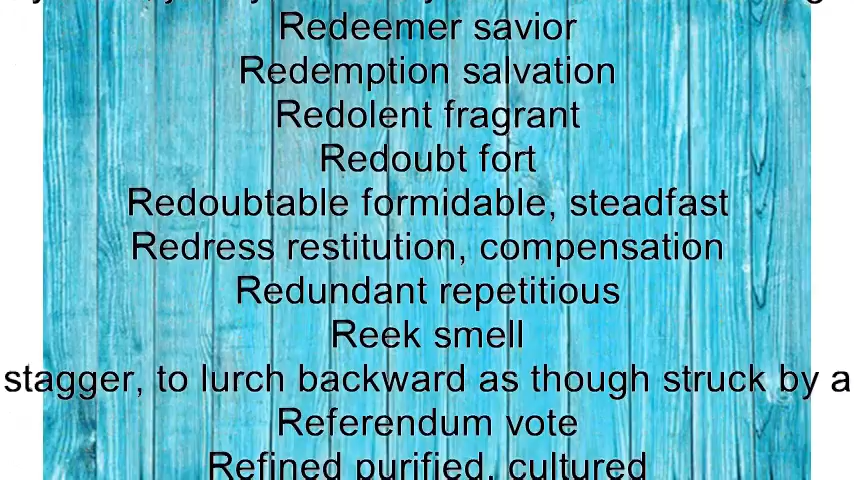 Redeemer savior
Redemption salvation
Redolent fragrant
Redoubt fort
Redoubtable formidable, steadfast
Redress restitution, compensation
Redundant repetitious
Reek smell
stagger, to lurch backward as though struck by a
Referendum vote
Refined purified, cultured